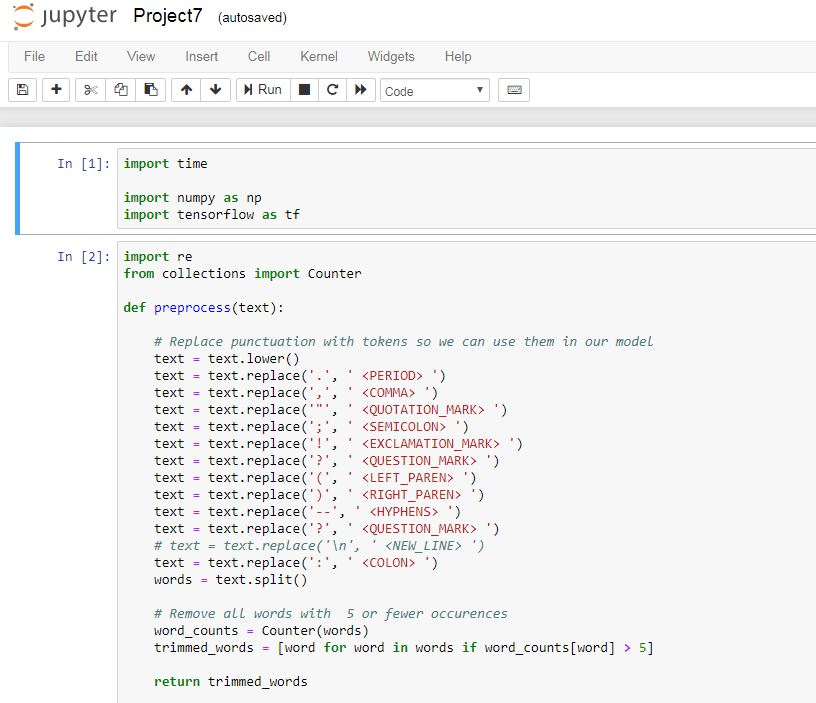 jupyter Project7 (autosaved)
File Edit View Insert Cell Kernel Widgets Help
Run Code
In [1]: import time
import numpy as np
import tensorflow as tf
In [2]: import re
from collections import Counter
def preprocess(text):
# Replace punctuation with tokens so we can use them in our model
text = text.lower()
text = text.replace('.', ' <PERIOD> ')
text = text.replace(',', ' <COMMA> ')
text = text.replace('"', ' <QUOTATION_MARK> ')
text = text.replace(';', ' <SEMICOLON> ')
text = text.replace('!', ' <EXCLAMATION_MARK> ')
text = text.replace('?', ' <QUESTION_MARK> ')
text = text.replace('(', ' <LEFT_PAREN> ')
text = text.replace(')', ' <RIGHT_PAREN> ')
text = text.replace('--', ' <HYPHENS> ')
text = text.replace('?', ' <QUESTION_MARK> ')
# text = text.replace('\n', ' <NEW_LINE> ')
text = text.replace(':', ' <COLON> ')
words = text.split()
# Remove all words with  5 or fewer occurences
word_counts = Counter(words)
trimmed_words = [word for word in words if word_counts[word] > 5]
return trimmed_words